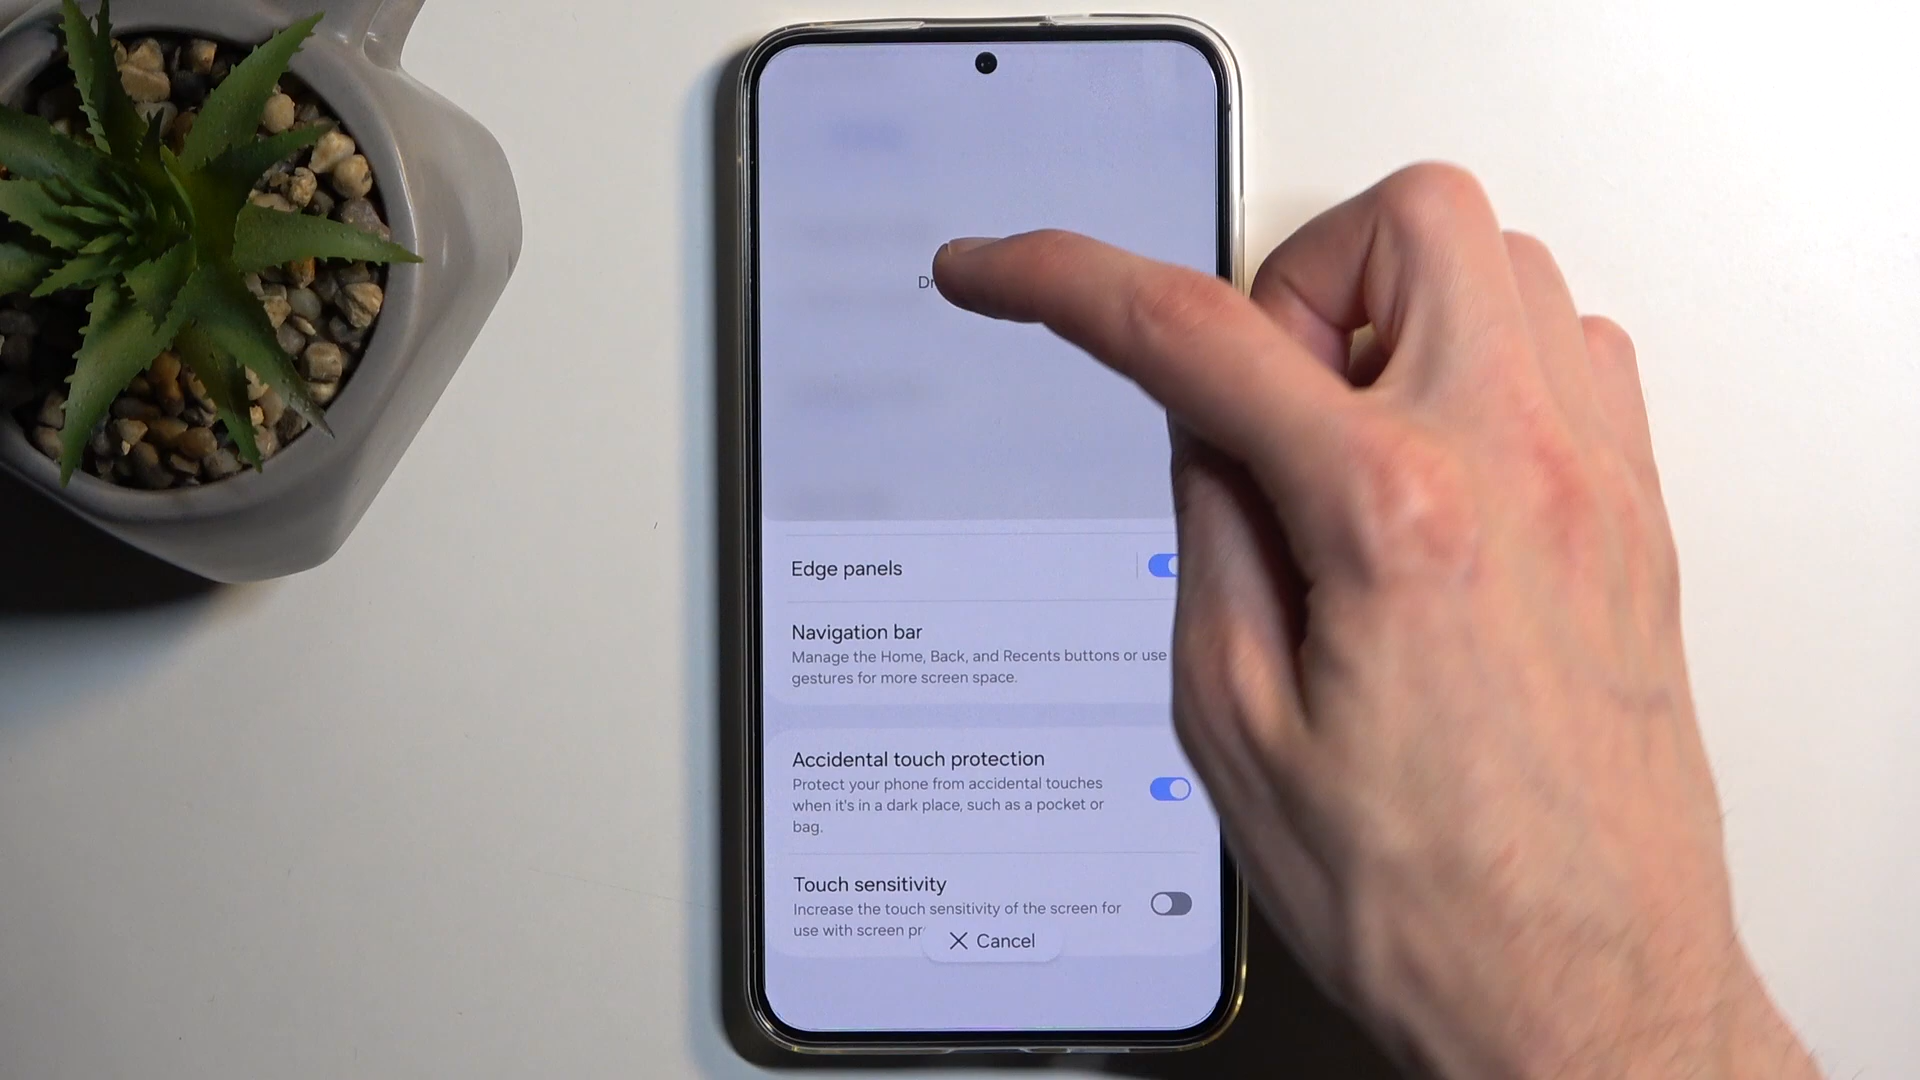 Edge panels
Navigation bar
Manage the Home, Back, and Recents buttons or use
gestures for more screen space.
Accidental touch protection
Protect your phone from accidental touches
when it's in a dark place, such as a pocket or
bag.
Touch sensitivity
Increase the touch sensitivity of the screen for
use with screen
Cancel